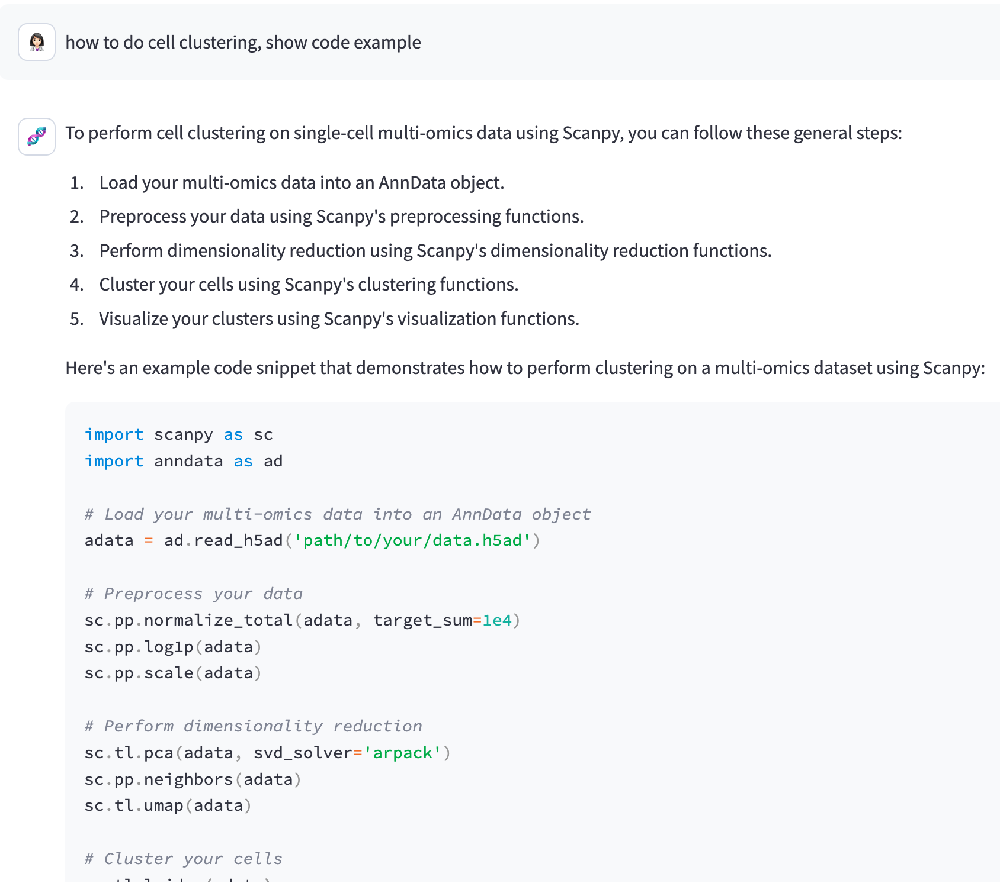 how to do cell clustering, show code example
To perform cell clustering on single-cell multi-omics data using Scanpy, you can follow these general steps:
1. Load your multi-omics data into an AnnData object.
2. Preprocess your data using Scanpy's preprocessing functions.
3. Perform dimensionality reduction using Scanpy's dimensionality reduction functions.
4. Cluster your cells using Scanpy's clustering functions.
5. Visualize your clusters using Scanpy's visualization functions.
Here's an example code snippet that demonstrates how to perform clustering on a multi-omics dataset using Scanpy:
import scanpy as sc
import anndata as ad
# Load your multi-omics data into an AnnData object
adata = ad.read_h5ad('path/to/your/data.h5ad')
# Preprocess your data
sc.pp.normalize_total(adata, target_sum=1e4)
sc.pp.log1p(adata)
sc.pp.scale(adata)
# Perform dimensionality reduction
sc.tl.pca(adata, svd_solver='arpack')
sc.pp.neighbors(adata)
sc.tl.umap(adata)
# Cluster your cells